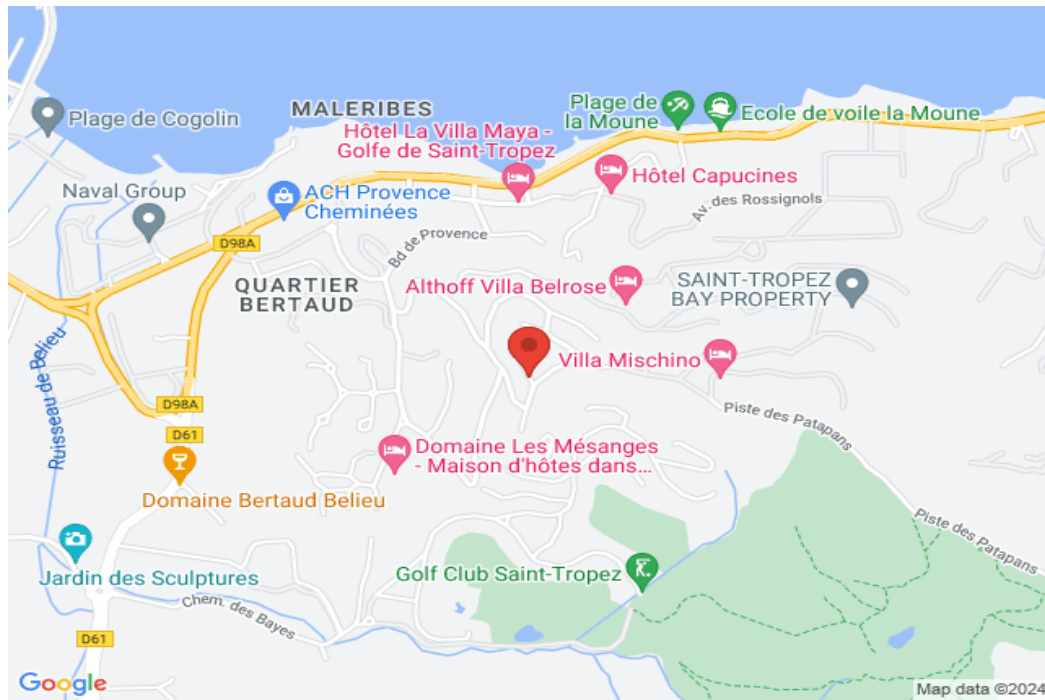 MALERIBES
Plage de
la Moune
Ecole de voile la Moune
Plage de Cogolin
Hôtel La Villa Maya -
Golfe de Saint-Tropez
Hôtel Capucines
Naval Group
ACH Provence
Cheminées
Av. des Rossignols
Bd de Provence
D98A
QUARTIER
BERTAUD
Althoff Villa Belrose
SAINT-TROPEZ
BAY PROPERTY
Ruisseau de Belieu
Villa Mischino
D98A
Piste des Patapans
D61
Domaine Les Mésanges
- Maison d'hôtes dans...
Domaine Bertaud Belieu
Piste des Patapans
Jardin des Sculptures
Golf Club Saint-Tropez
Chem. des Bayes
D61
Google
Map data ©2024